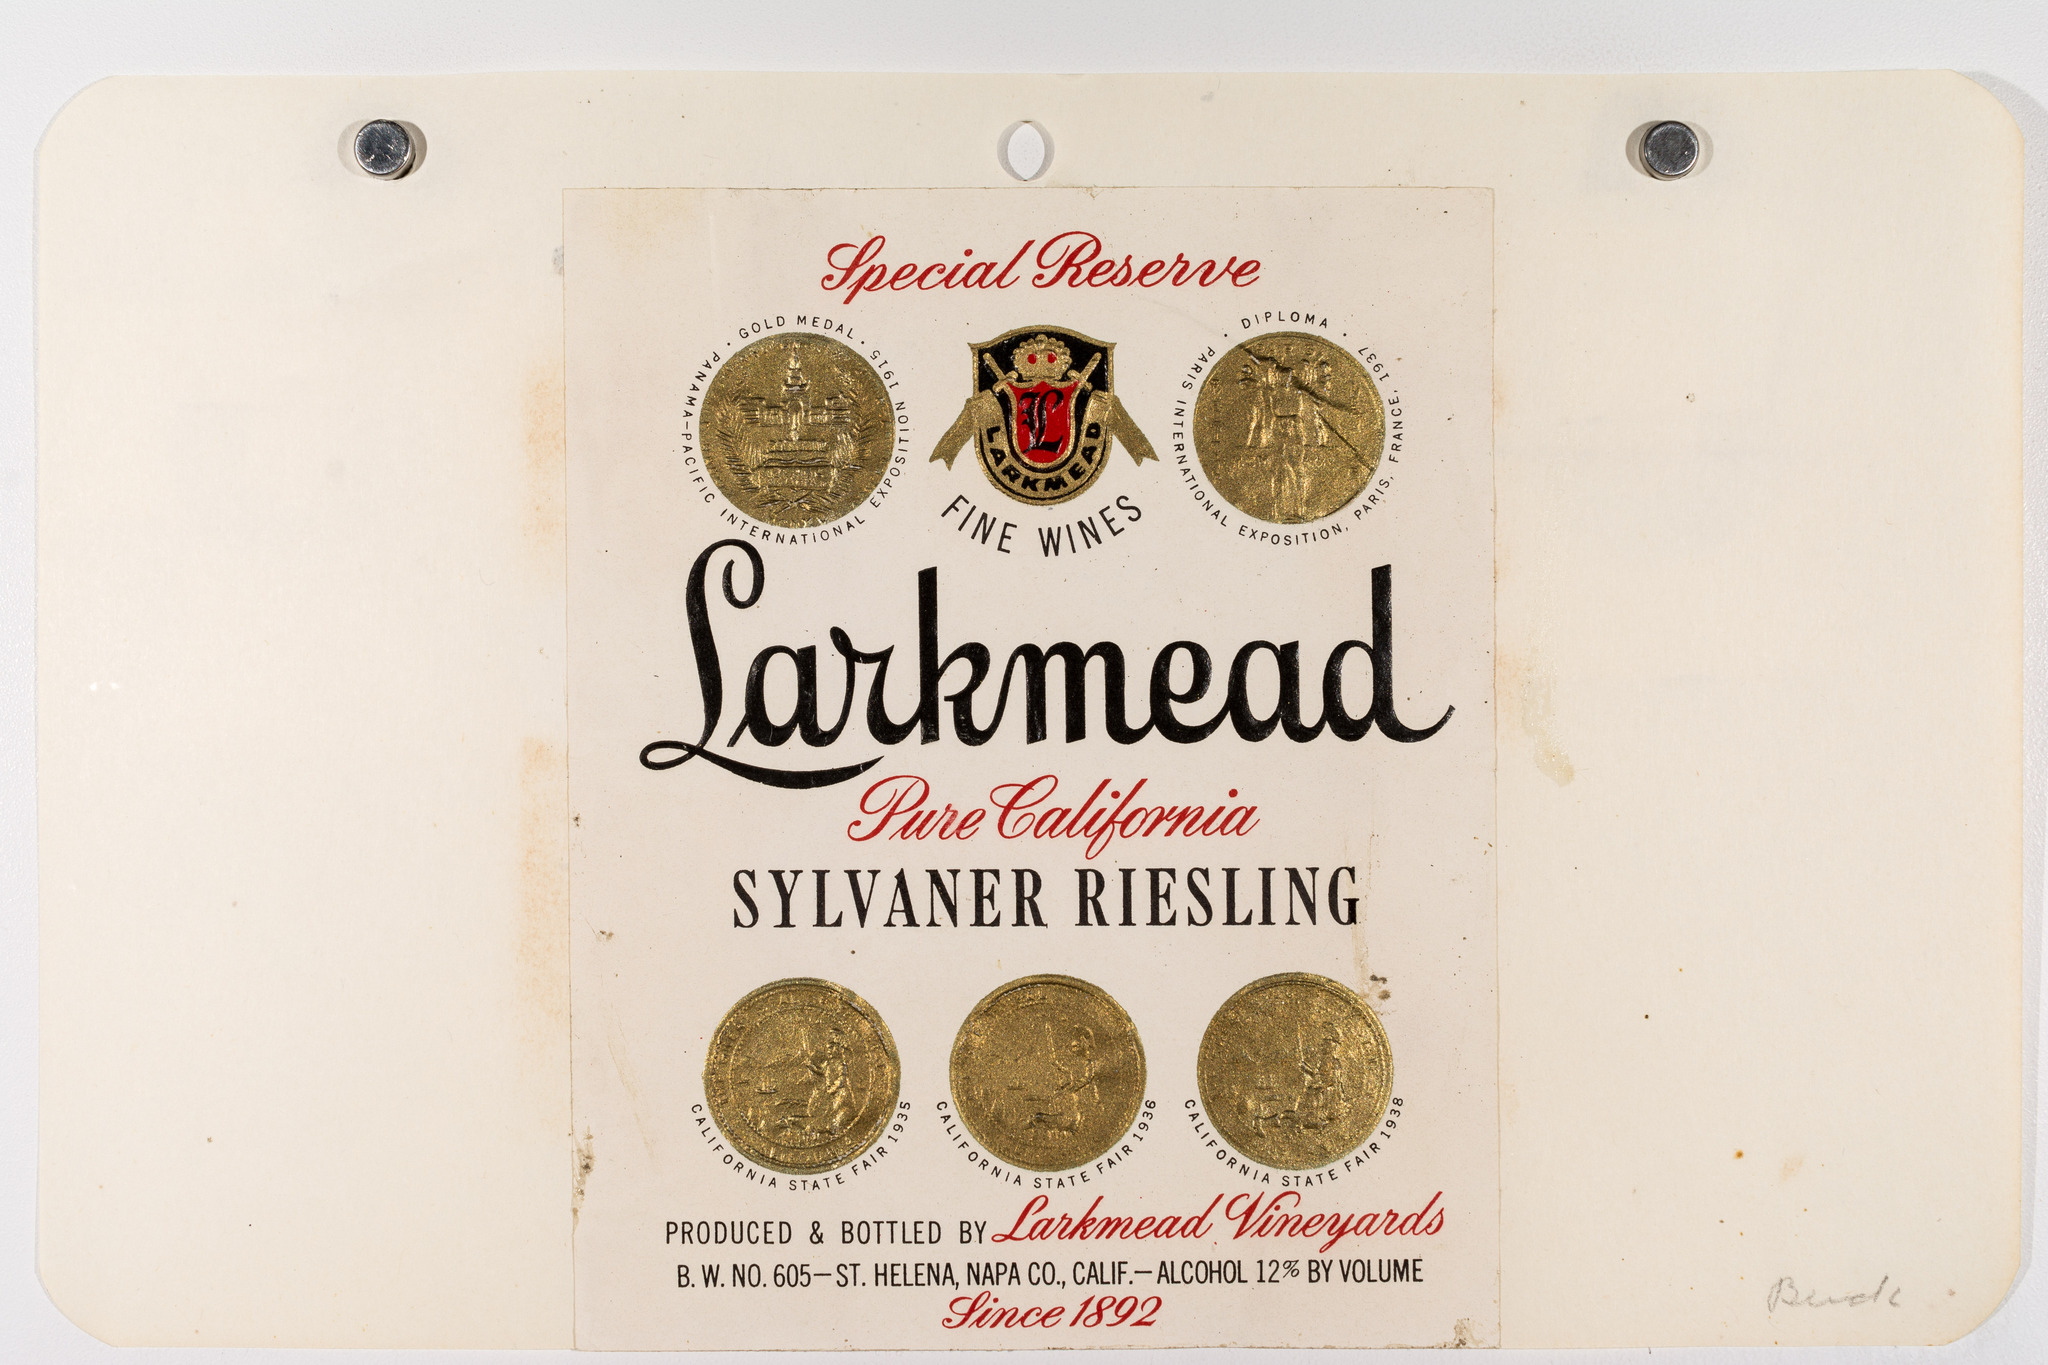 Special Reserve
· GOLD MEDAL ·
PANAMA-PACIFIC INTERNATIONAL EXPOSITION 1915
L
LARKMEAD
FINE WINES
· DIPLOMA ·
PARIS INTERNATIONAL EXPOSITION, PARIS, FRANCE, 1937
Larkmead
Pure California
SYLVANER RIESLING
CALIFORNIA STATE FAIR 1935
CALIFORNIA STATE FAIR 1936
CALIFORNIA STATE FAIR 1938
PRODUCED & BOTTLED BY Larkmead Vineyards
B. W. NO. 605—ST. HELENA, NAPA CO., CALIF.—ALCOHOL 12% BY VOLUME
Since 1892